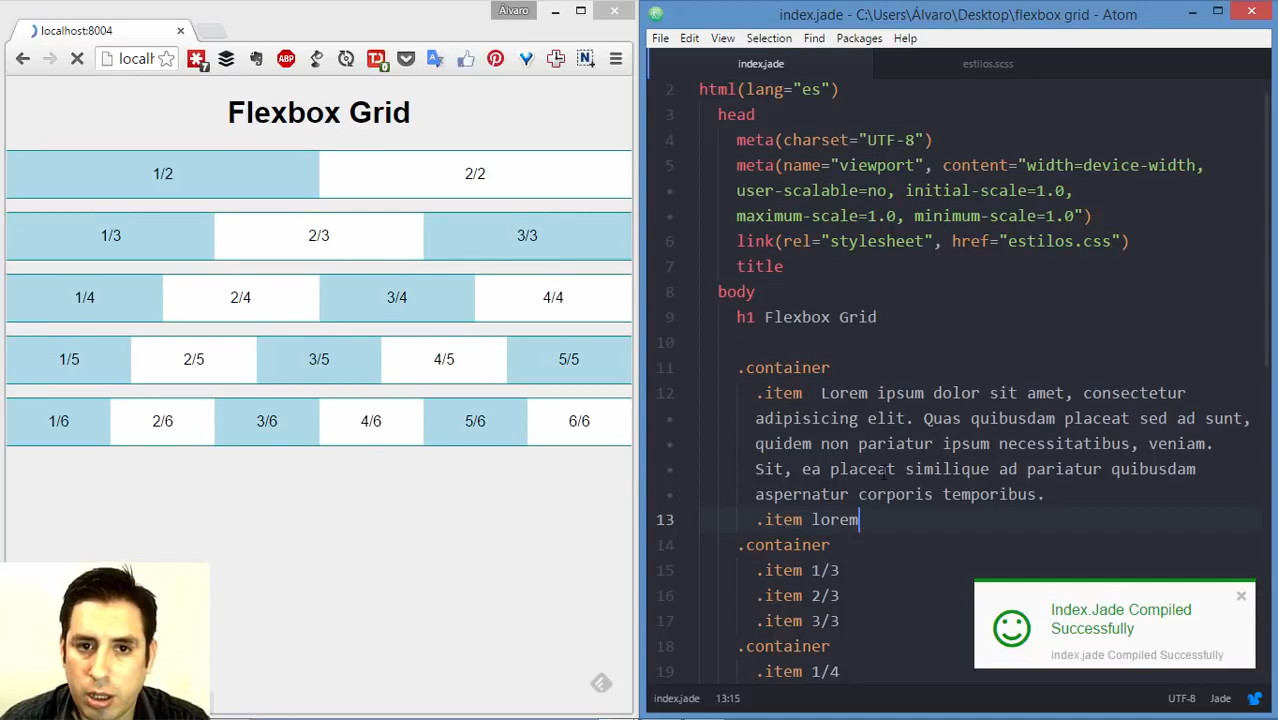 Álvaro
localhost:8004
localh
7
ABP
TD
0
N
Flexbox Grid
1/2 2/2
1/3 2/3 3/3
1/4 2/4 3/4 4/4
1/5 2/5 3/5 4/5 5/5
1/6 2/6 3/6 4/6 5/6 6/6
index.jade - C:\Users\Álvaro\Desktop\flexbox grid - Atom
File Edit View Selection Find Packages Help
index.jade estilos.scss
2 html(lang="es")
3 head
4 meta(charset="UTF-8")
5 meta(name="viewport", content="width=device-width,
• user-scalable=no, initial-scale=1.0,
• maximum-scale=1.0, minimum-scale=1.0")
6 link(rel="stylesheet", href="estilos.css")
7 title
8 body
9 h1 Flexbox Grid
10
11 .container
12 .item  Lorem ipsum dolor sit amet, consectetur
• adipisicing elit. Quas quibusdam placeat sed ad sunt,
• quidem non pariatur ipsum necessitatibus, veniam.
• Sit, ea placeat similique ad pariatur quibusdam
• aspernatur corporis temporibus.
13 .item lorem
14 .container
15 .item 1/3
16 .item 2/3
17 .item 3/3
18 .container
19 .item 1/4
Index.Jade Compiled
Successfully
index.jade Compiled Successfully
index.jade 13:15 UTF-8 Jade